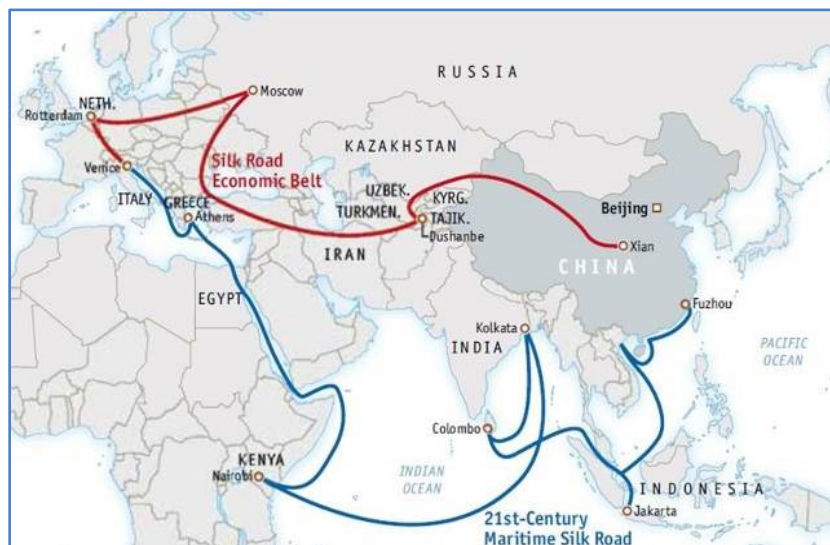 RUSSIA
Moscow
NETH.
Rotterdam
KAZAKHSTAN
Silk Road
Economic Belt
Venice
UZBEK.
KYRG.
ITALY
GREECE
Athens
TURKMEN.
TAJIK.
Dushanbe
Beijing
Xian
IRAN
CHINA
EGYPT
Fuzhou
Kolkata
INDIA
PACIFIC
OCEAN
Colombo
KENYA
Nairobi
INDIAN
OCEAN
INDONESIA
Jakarta
21st-Century
Maritime Silk Road